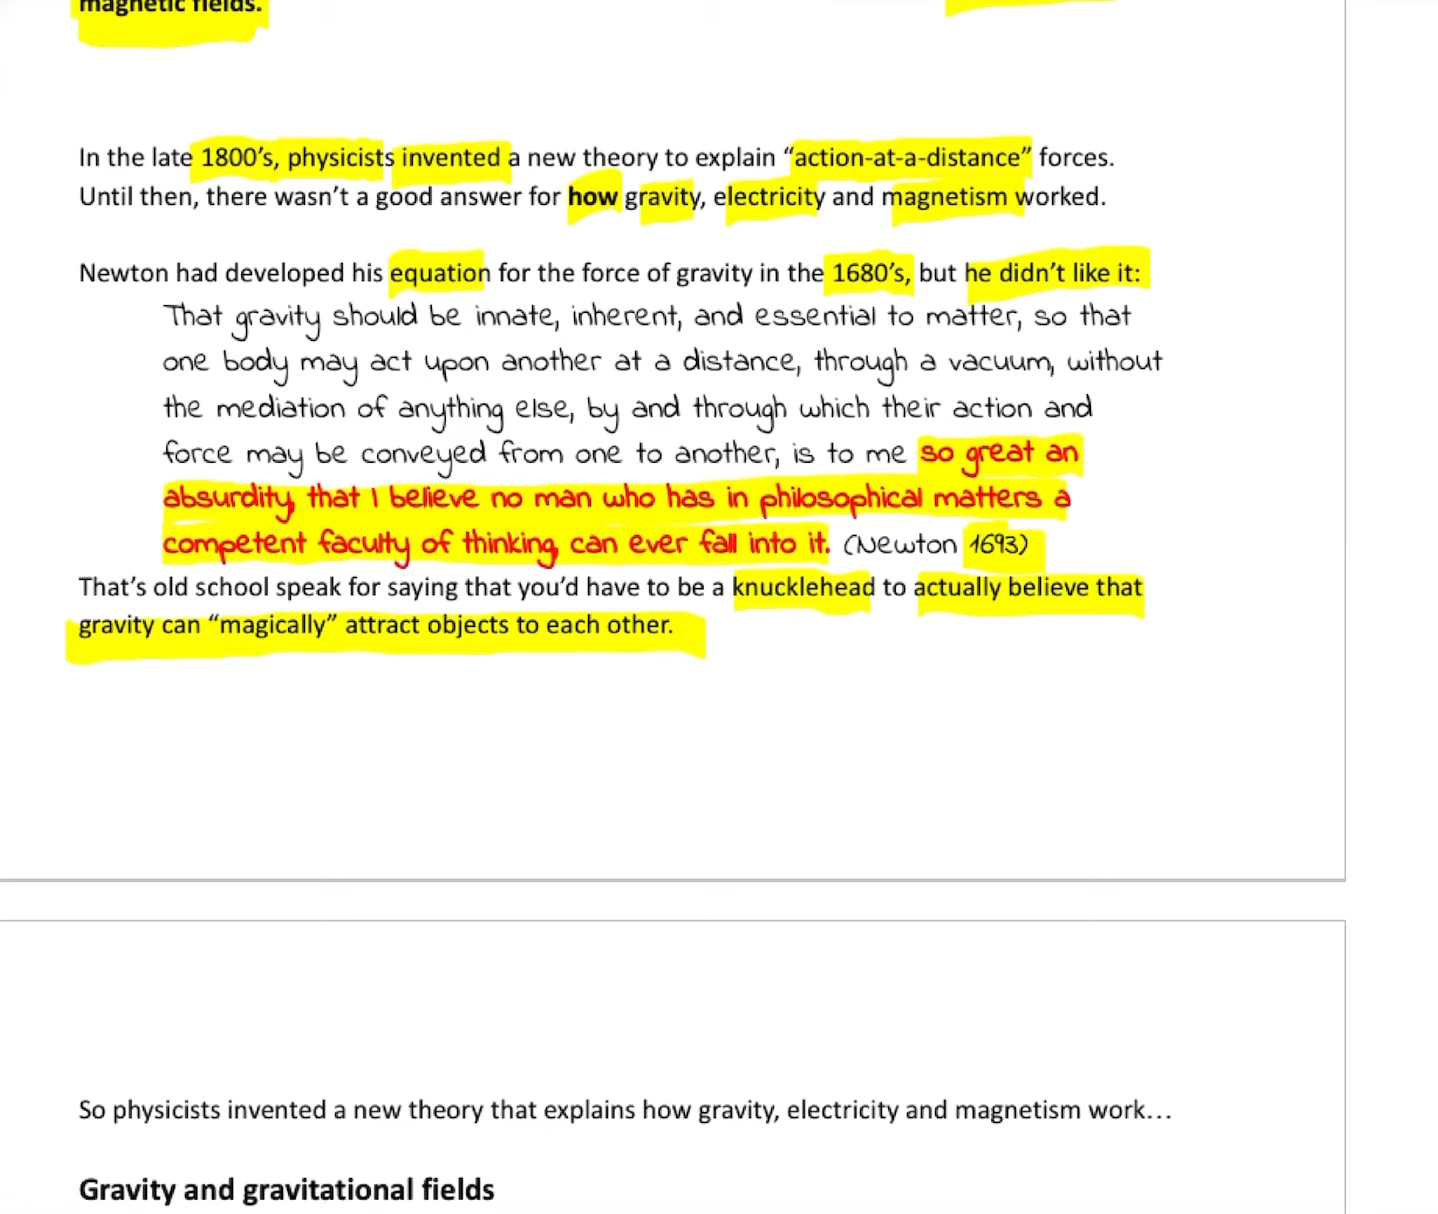 magnetic fields.
In the late 1800’s, physicists invented a new theory to explain “action-at-a-distance” forces.
Until then, there wasn’t a good answer for how gravity, electricity and magnetism worked.
Newton had developed his equation for the force of gravity in the 1680’s, but he didn’t like it:
That gravity should be innate, inherent, and essential to matter, so that
one body may act upon another at a distance, through a vacuum, without
the mediation of anything else, by and through which their action and
force may be conveyed from one to another, is to me so great an
absurdity, that I believe no man who has in philosophical matters a
competent faculty of thinking, can ever fall into it. (Newton 1693)
That’s old school speak for saying that you’d have to be a knucklehead to actually believe that
gravity can “magically” attract objects to each other.
So physicists invented a new theory that explains how gravity, electricity and magnetism work…
Gravity and gravitational fields